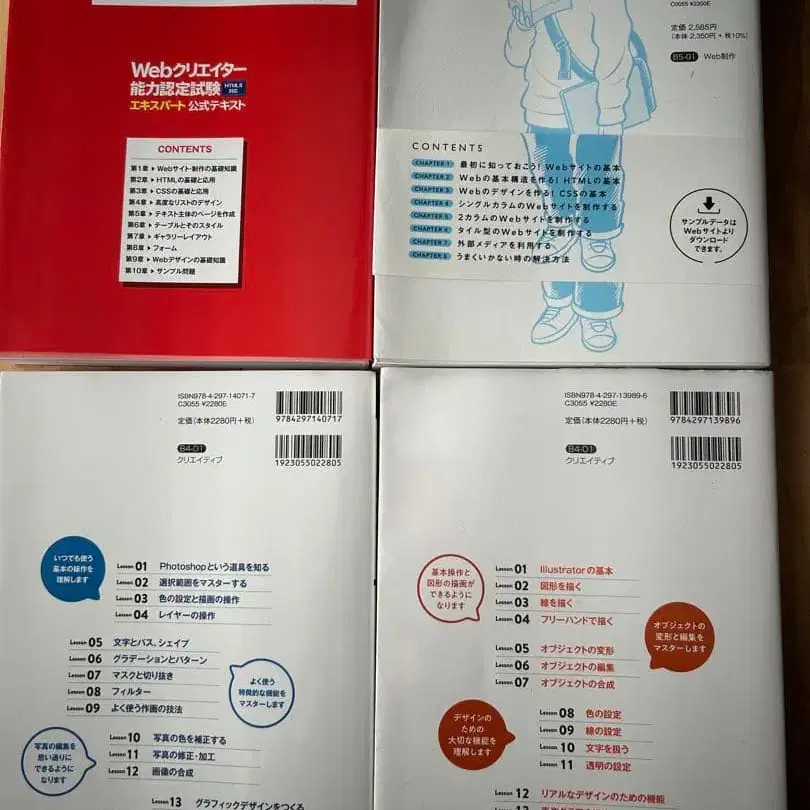 Webクリエイター
能力認定試験 HTML5対応
エキスパート 公式テキスト
CONTENTS
第1章 ▶ Webサイト制作の基礎知識
第2章 ▶ HTMLの基礎と応用
第3章 ▶ CSSの基礎と応用
第4章 ▶ 高度なリストのデザイン
第5章 ▶ テキスト主体のページを作成
第6章 ▶ テーブルとそのスタイル
第7章 ▶ ギャラリーレイアウト
第8章 ▶ フォーム
第9章 ▶ Webデザインの基礎知識
第10章 ▶ サンプル問題
C3055 ¥2350E
定価 2,585円
(本体 2,350円+税10%)
B5-01 Web制作
CONTENTS
CHAPTER 1 最初に知っておこう! Webサイトの基本
CHAPTER 2 Webの基本構造を作る! HTMLの基本
CHAPTER 3 Webのデザインを作る! CSSの基本
CHAPTER 4 シングルカラムのWebサイトを制作する
CHAPTER 5 2カラムのWebサイトを制作する
CHAPTER 6 タイル型のWebサイトを制作する
CHAPTER 7 外部メディアを利用する
CHAPTER 8 うまくいかない時の解決方法
サンプルデータは
Webサイトより
ダウンロード
できます。
ISBN978-4-297-14071-7
C3055 ¥2280E
定価(本体2280円+税)
9784297140717
B4-01
クリエイティブ
1923055022805
いつでも使う
基本の操作を
理解します
Lesson 01 Photoshopという道具を知る
Lesson 02 選択範囲をマスターする
Lesson 03 色の設定と描画の操作
Lesson 04 レイヤーの操作
Lesson 05 文字とパス、シェイプ
Lesson 06 グラデーションとパターン
Lesson 07 マスクと切り抜き
Lesson 08 フィルター
Lesson 09 よく使う作画の技法
よく使う
特徴的な機能を
マスターします
写真の編集を
思い通りに
できるように
なります
Lesson 10 写真の色を補正する
Lesson 11 写真の修正・加工
Lesson 12 画像の合成
Lesson 13 グラフィックデザインをつくる
ISBN978-4-297-13989-6
C3055 ¥2280E
定価(本体2280円+税)
9784297139896
B4-01
クリエイティブ
1923055022805
基本操作と
図形の描画が
できるように
なります
Lesson 01 Illustratorの基本
Lesson 02 図形を描く
Lesson 03 線を描く
Lesson 04 フリーハンドで描く
Lesson 05 オブジェクトの変形
Lesson 06 オブジェクトの編集
Lesson 07 オブジェクトの合成
オブジェクトの
変形と編集を
マスターします
デザインの
ための
大切な機能を
理解します
Lesson 08 色の設定
Lesson 09 線の設定
Lesson 10 文字を扱う
Lesson 11 透明の設定
Lesson 12 リアルなデザインのための機能